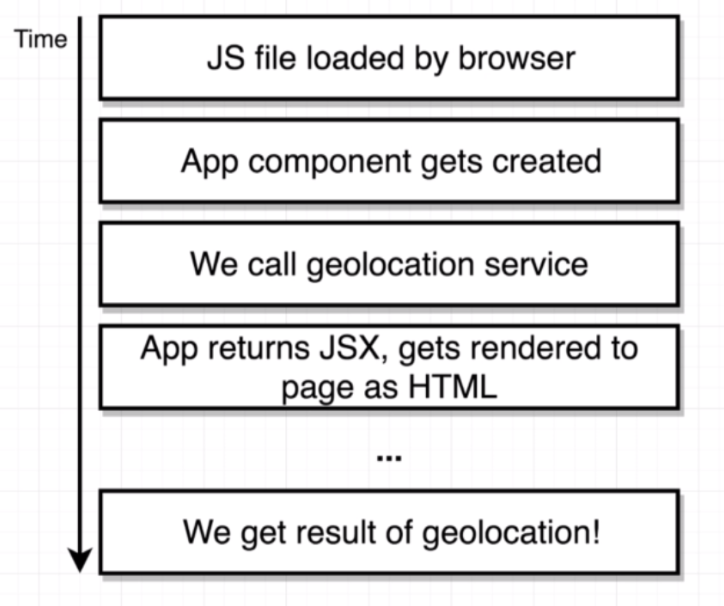 Time
JS file loaded by browser
App component gets created
We call geolocation service
App returns JSX, gets rendered to
page as HTML
...
We get result of geolocation!